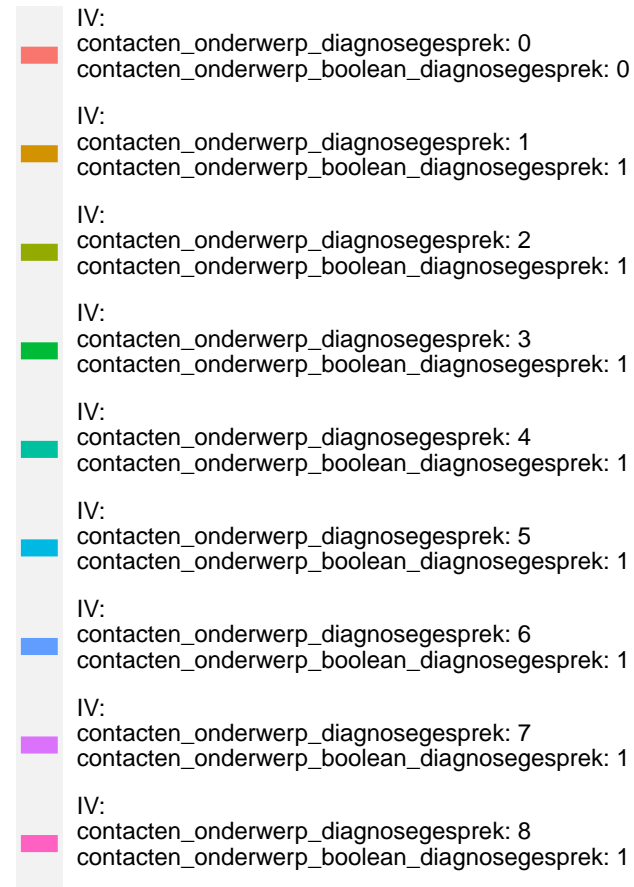 IV:
contacten_onderwerp_diagnosegesprek: 0
contacten_onderwerp_boolean_diagnosegesprek: 0
IV:
contacten_onderwerp_diagnosegesprek: 1
contacten_onderwerp_boolean_diagnosegesprek: 1
IV:
contacten_onderwerp_diagnosegesprek: 2
contacten_onderwerp_boolean_diagnosegesprek: 1
IV:
contacten_onderwerp_diagnosegesprek: 3
contacten_onderwerp_boolean_diagnosegesprek: 1
IV:
contacten_onderwerp_diagnosegesprek: 4
contacten_onderwerp_boolean_diagnosegesprek: 1
IV:
contacten_onderwerp_diagnosegesprek: 5
contacten_onderwerp_boolean_diagnosegesprek: 1
IV:
contacten_onderwerp_diagnosegesprek: 6
contacten_onderwerp_boolean_diagnosegesprek: 1
IV:
contacten_onderwerp_diagnosegesprek: 7
contacten_onderwerp_boolean_diagnosegesprek: 1
IV:
contacten_onderwerp_diagnosegesprek: 8
contacten_onderwerp_boolean_diagnosegesprek: 1